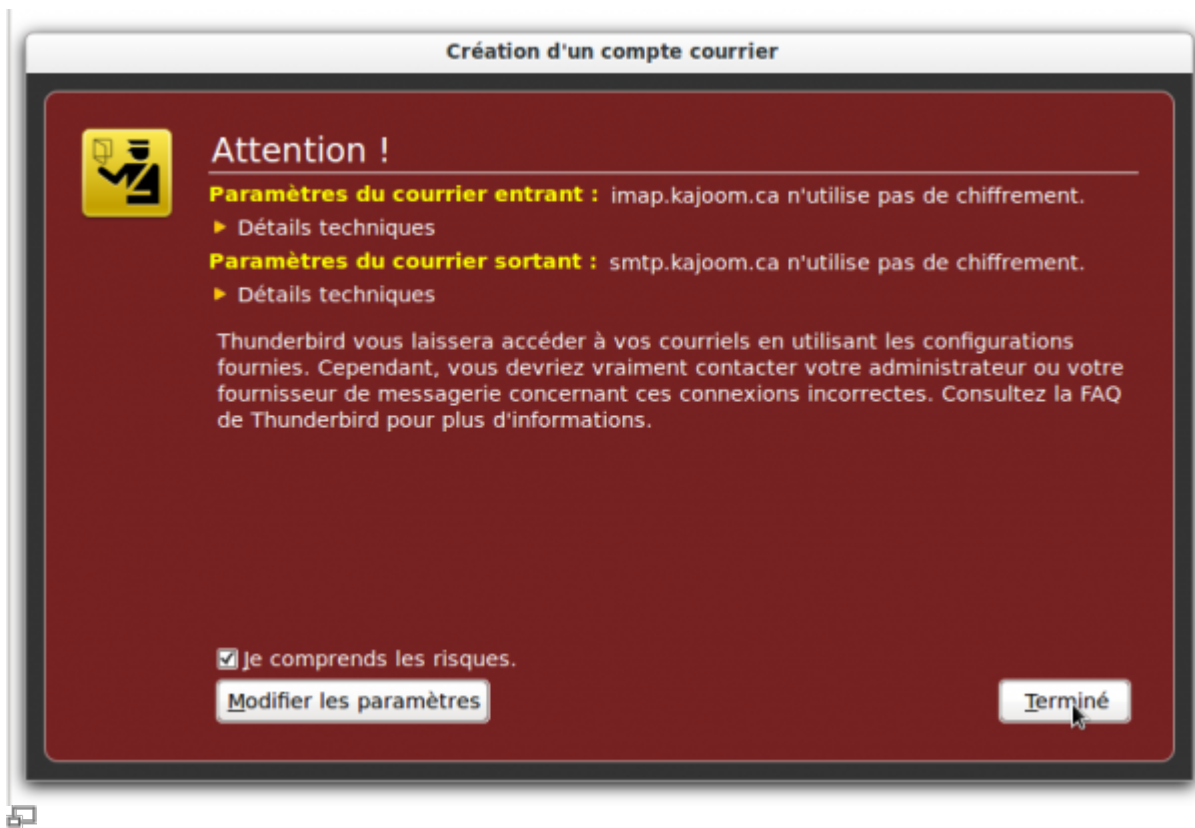 Création d'un compte courrier
Attention !
Paramètres du courrier entrant : imap.kajoom.ca n'utilise pas de chiffrement.
Détails techniques
Paramètres du courrier sortant : smtp.kajoom.ca n'utilise pas de chiffrement.
Détails techniques
Thunderbird vous laissera accéder à vos courriels en utilisant les configurations
fournies. Cependant, vous devriez vraiment contacter votre administrateur ou votre
fournisseur de messagerie concernant ces connexions incorrectes. Consultez la FAQ
de Thunderbird pour plus d'informations.
Je comprends les risques.
Modifier les paramètres
Terminé